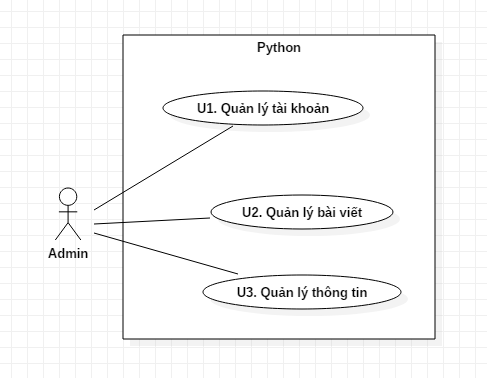 Python
U1. Quản lý tài khoản
U2. Quản lý bài viết
Admin
U3. Quản lý thông tin